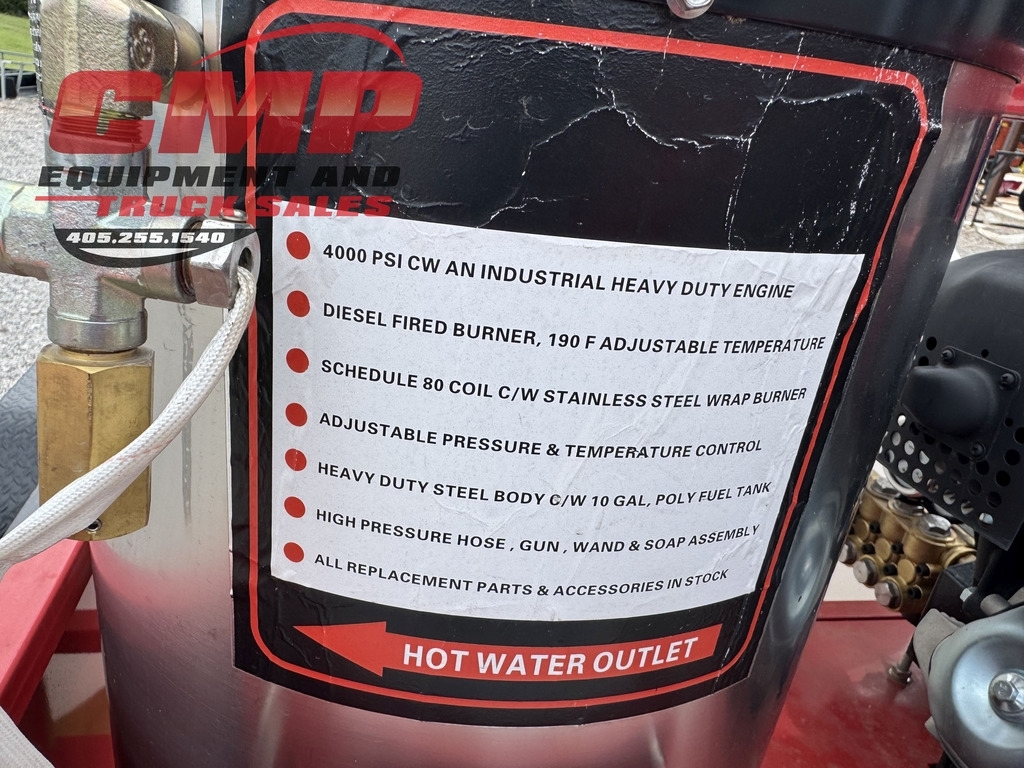 CMP
EQUIPMENT AND
TRUCK SALES
405.255.1540
4000 PSI CW AN INDUSTRIAL HEAVY DUTY ENGINE
DIESEL FIRED BURNER, 190 F ADJUSTABLE TEMPERATURE
SCHEDULE 80 COIL C/W STAINLESS STEEL WRAP BURNER
ADJUSTABLE PRESSURE & TEMPERATURE CONTROL
HEAVY DUTY STEEL BODY C/W 10 GAL, POLY FUEL TANK
HIGH PRESSURE HOSE , GUN , WAND & SOAP ASSEMBLY
ALL REPLACEMENT PARTS & ACCESSORIES IN STOCK
HOT WATER OUTLET